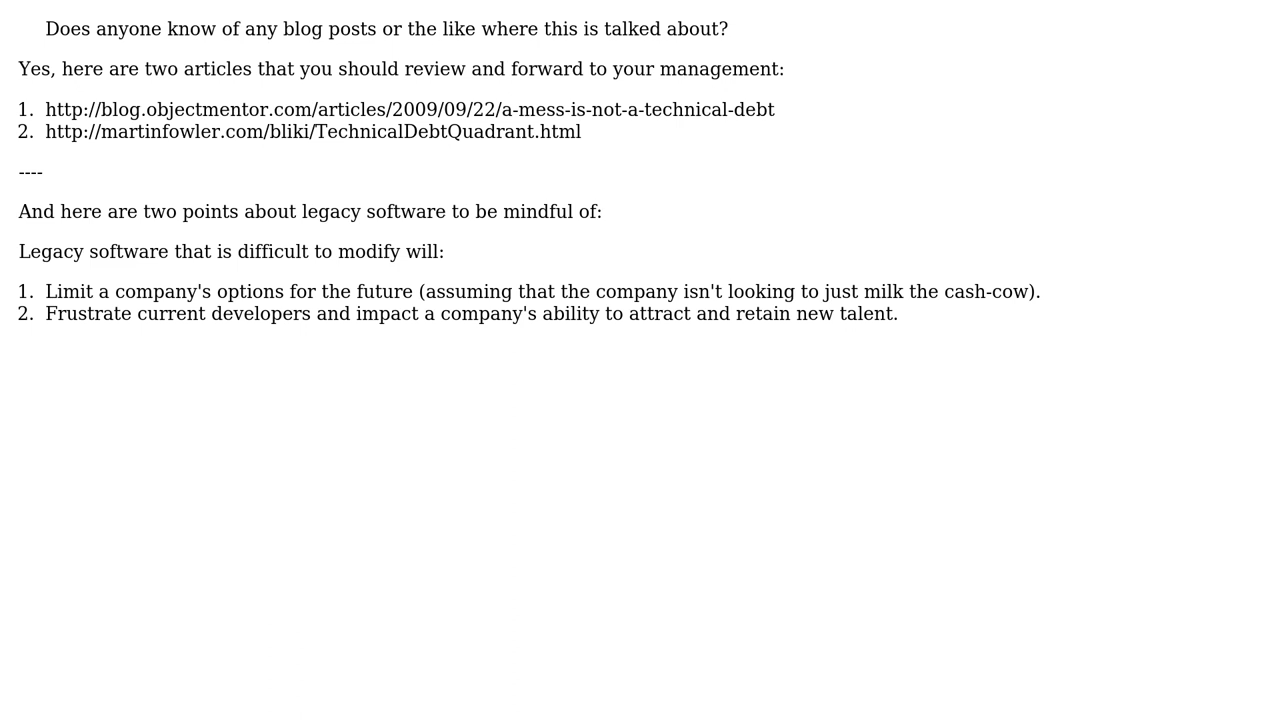 Does anyone know of any blog posts or the like where this is talked about?
Yes, here are two articles that you should review and forward to your management:
1. http://blog.objectmentor.com/articles/2009/09/22/a-mess-is-not-a-technical-debt
2. http://martinfowler.com/bliki/TechnicalDebtQuadrant.html
----
And here are two points about legacy software to be mindful of:
Legacy software that is difficult to modify will:
1. Limit a company's options for the future (assuming that the company isn't looking to just milk the cash-cow).
2. Frustrate current developers and impact a company's ability to attract and retain new talent.